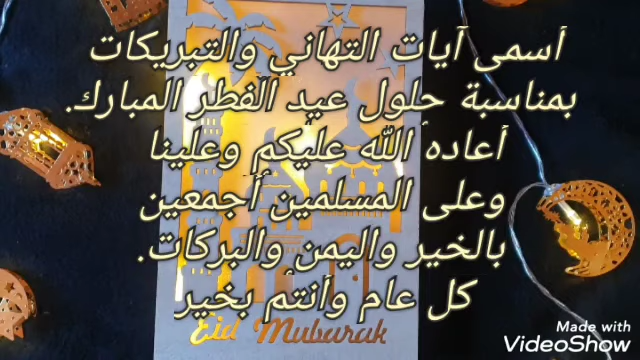 أسمى آيات التهاني والتبريكات
بمناسبة حلول عيد الفطر المبارك.
أعاده الله عليكم وعلينا
وعلى المسلمين أجمعين
بالخير واليمن والبركات.
كل عام وأنتم بخير
Eid Mubarak
Made with
VideoShow